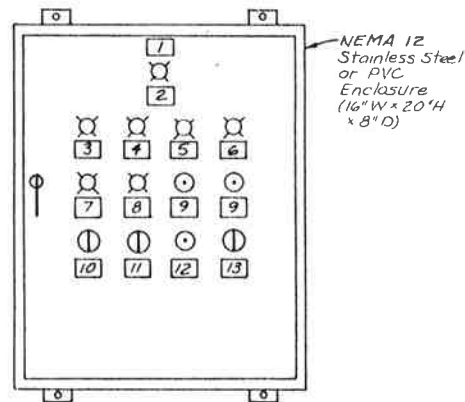 1
NEMA 12
Stainless Steel
or PVC
Enclosure
(16" W x 20" H
x 8" D)
2
3 4 5 6
7 8 9 9
10 11 12 13